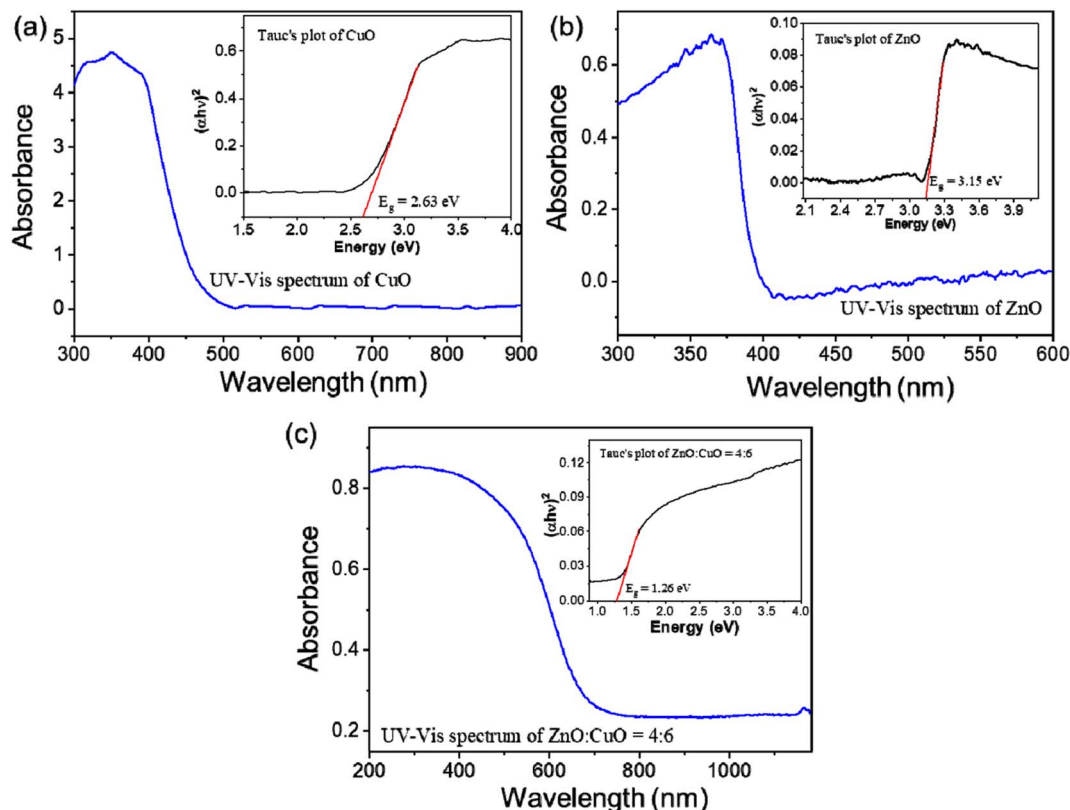 (a)
5
4
3
2
1
0
Absorbance
300 400 500 600 700 800 900
Wavelength (nm)
UV-Vis spectrum of CuO
Tauc's plot of CuO
0.6
0.4
0.2
0.0
(αhν)²
E_g = 2.63 eV
1.5 2.0 2.5 3.0 3.5 4.0
Energy (eV)
(b)
0.6
0.4
0.2
0.0
Absorbance
300 350 400 450 500 550 600
Wavelength (nm)
UV-Vis spectrum of ZnO
Tauc's plot of ZnO
0.10
0.08
0.06
0.04
0.02
0.00
(αhν)²
E_g = 3.15 eV
2.1 2.4 2.7 3.0 3.3 3.6 3.9
Energy (eV)
(c)
0.8
0.6
0.4
0.2
Absorbance
200 400 600 800 1000
Wavelength (nm)
UV-Vis spectrum of ZnO:CuO = 4:6
Tauc's plot of ZnO:CuO = 4:6
0.12
0.09
0.06
0.03
0.00
(αhν)²
E_g = 1.26 eV
1.0 1.5 2.0 2.5 3.0 3.5 4.0
Energy (eV)